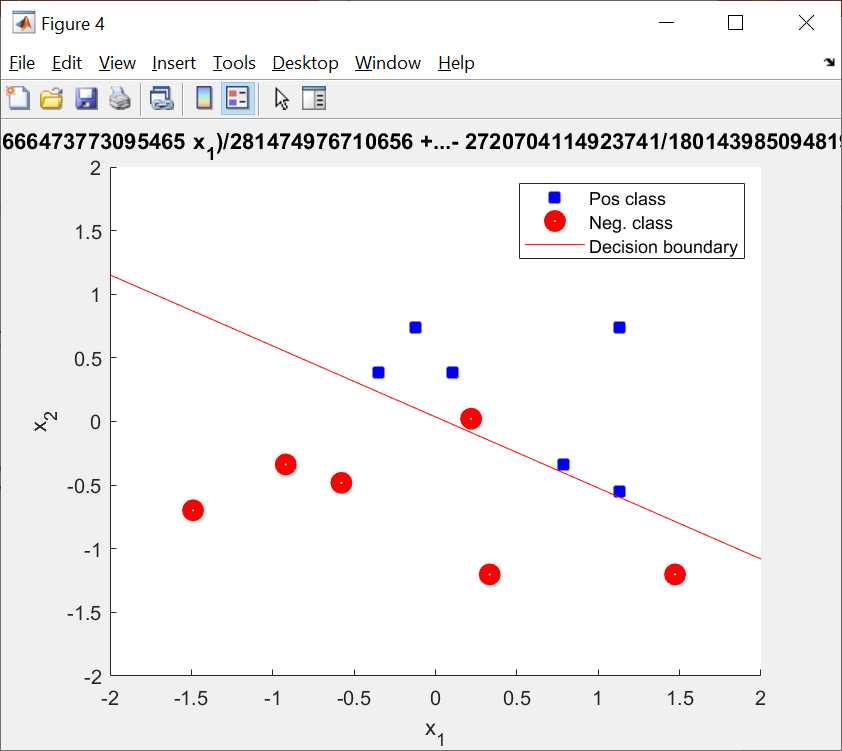 Figure 4
File Edit View Insert Tools Desktop Window Help
666473773095465 x1)/281474976710656 +...- 2720704114923741/1801439850948198
Pos class
Neg. class
Decision boundary
2
1.5
1
0.5
0
-0.5
-1
-1.5
-2
x2
-2 -1.5 -1 -0.5 0 0.5 1 1.5 2
x1